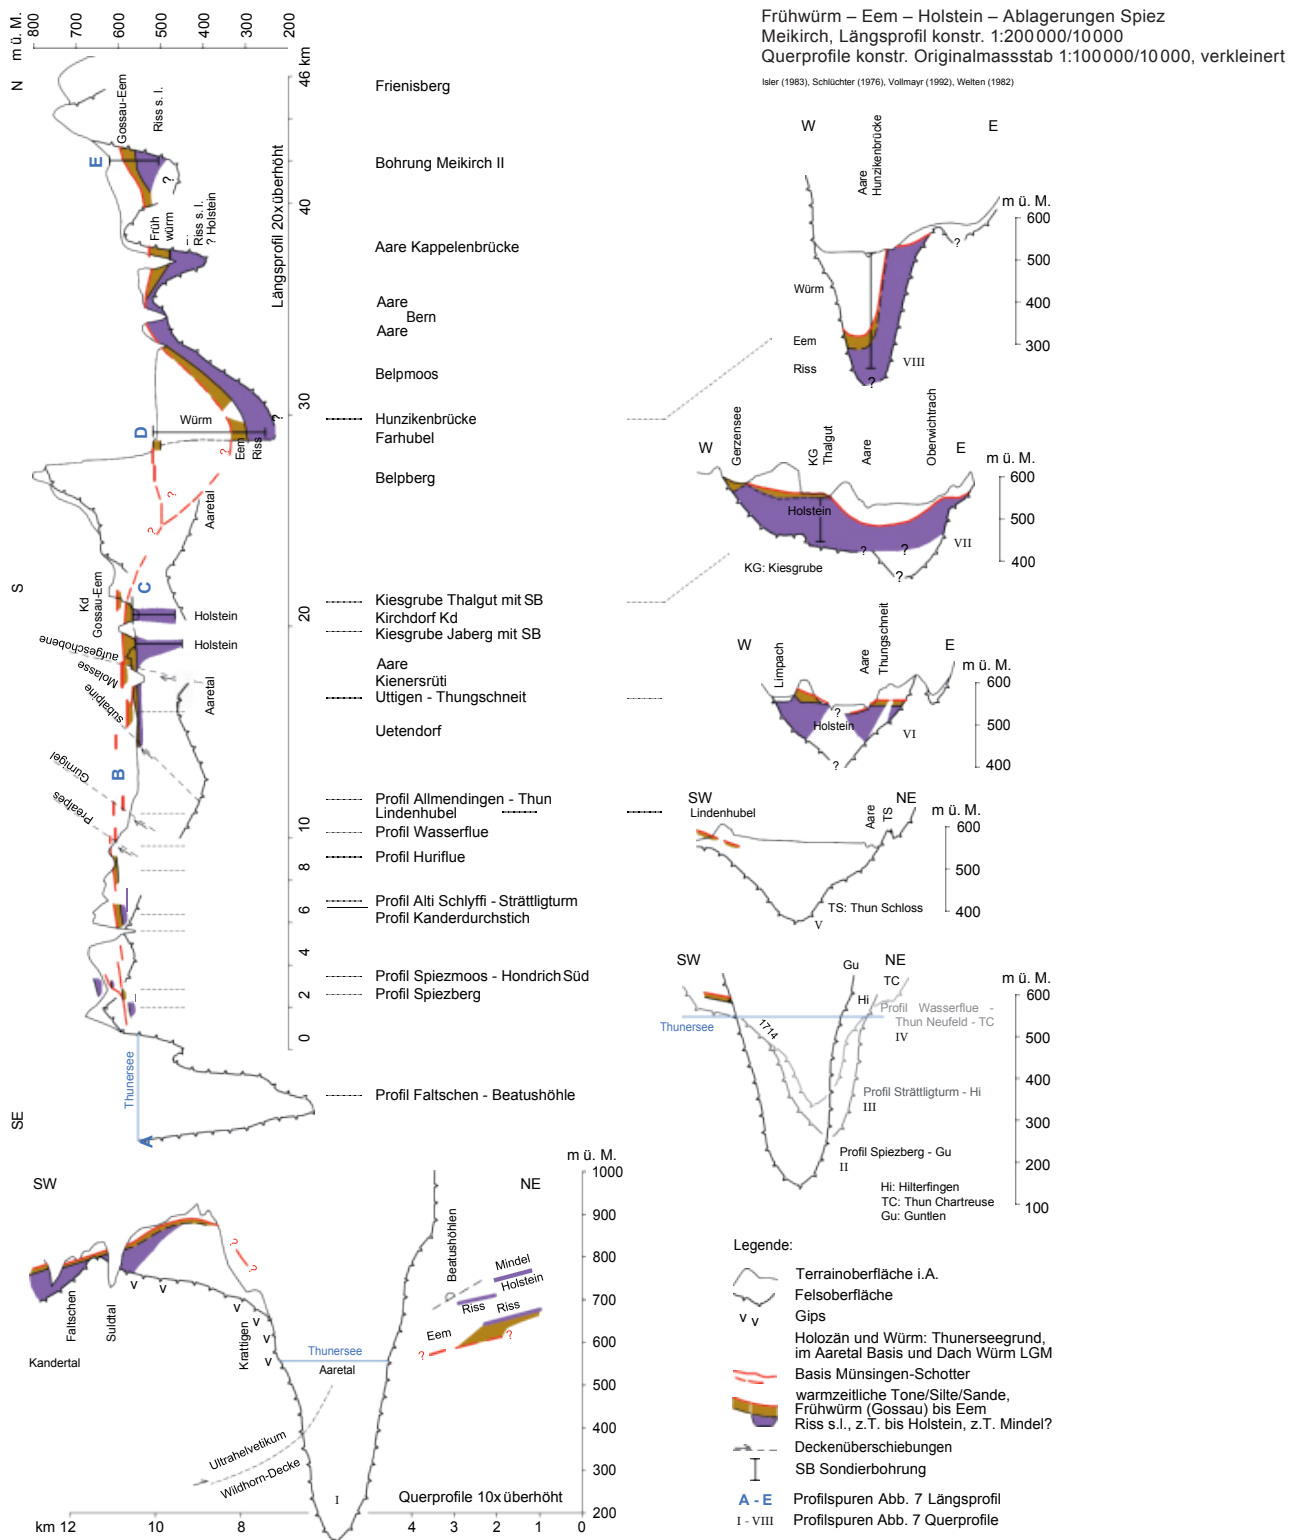 Frühwürm – Eem – Holstein – Ablagerungen Spiez
Meikirch, Längsprofil konstr. 1:200000/10000
Querprofile konstr. Originalmassstab 1:100000/10000, verkleinert
Isler (1983), Schlüchter (1976), Vollmayr (1992), Welten (1982)
m ü. M.
800
700
600
500
400
300
200
N
46 km
40
30
20
10
8
6
4
2
0
S
SE
Längsprofil 20x überhöht
Gossau-Eem
Riss s. l.
E
?
Früh
würm
Riss s. l.
? Holstein
Frienisberg
Bohrung Meikirch II
Aare Kappelenbrücke
Aare
Bern
Aare
Belpmoos
Hunzikenbrücke
Farhubel
Belpberg
Kiesgrube Thalgut mit SB
Kirchdorf Kd
Kiesgrube Jaberg mit SB
Aare
Kienersrüti
Uttigen - Thungschneit
Uetendorf
Profil Allmendingen - Thun
Lindenhubel
Profil Wasserflue
Profil Huriflue
Profil Alti Schlyffi - Strättligturm
Profil Kanderdurchstich
Profil Spiezmoos - Hondrich Süd
Profil Spiezberg
Profil Faltschen - Beatushöhle
Würm
D
Eem
Riss
?
?
?
?
Aaretal
C
Kd
Gossau-Eem
Holstein
Holstein
aufgeschobene
Molasse
subalpine
Aaretal
Gurnigel
B
Préalpes
Thunersee
A
W
Aare
Hunzikenbrücke
E
m ü. M.
600
500
400
300
Würm
Eem
Riss
?
?
VIII
W
Gerzensee
KG
Thalgut
Aare
Oberwichtrach
E
m ü. M.
600
500
400
Holstein
?
?
?
VII
KG: Kiesgrube
W
Limpach
Aare
Thungschneit
E
m ü. M.
600
500
400
?
Holstein
?
VI
SW
Lindenhubel
Aare
TS
NE
m ü. M.
600
500
400
TS: Thun Schloss
V
SW
Gu
NE
TC
Hi
m ü. M.
600
500
400
300
200
100
Thunersee
1714
Profil Wasserflue -
Thun Neufeld - TC
IV
Profil Strättligturm - Hi
III
Profil Spiezberg - Gu
II
Hi: Hilterfingen
TC: Thun Chartreuse
Gu: Guntlen
SW
NE
m ü. M.
1000
900
800
700
600
500
400
300
200
?
?
Faltschen
Suldtal
Kandertal
V
V
V
V
V
V
Krattigen
Thunersee
Aaretal
Beatushöhlen
Mindel
Holstein
Riss
Riss
Eem
?
?
Ultrahelvetikum
Wildhorn-Decke
I
Querprofile 10x überhöht
km 12
10
8
4
3
2
1
0
Legende:
Terrainoberfläche i.A.
Felsoberfläche
V V
Gips
Holozän und Würm: Thunerseegrund,
im Aaretal Basis und Dach Würm LGM
Basis Münsingen-Schotter
warmzeitliche Tone/Silte/Sande,
Frühwürm (Gossau) bis Eem
Riss s.l., z.T. bis Holstein, z.T. Mindel?
Deckenüberschiebungen
SB Sondierbohrung
A - E Profilspuren Abb. 7 Längsprofil
I - VIII Profilspuren Abb. 7 Querprofile